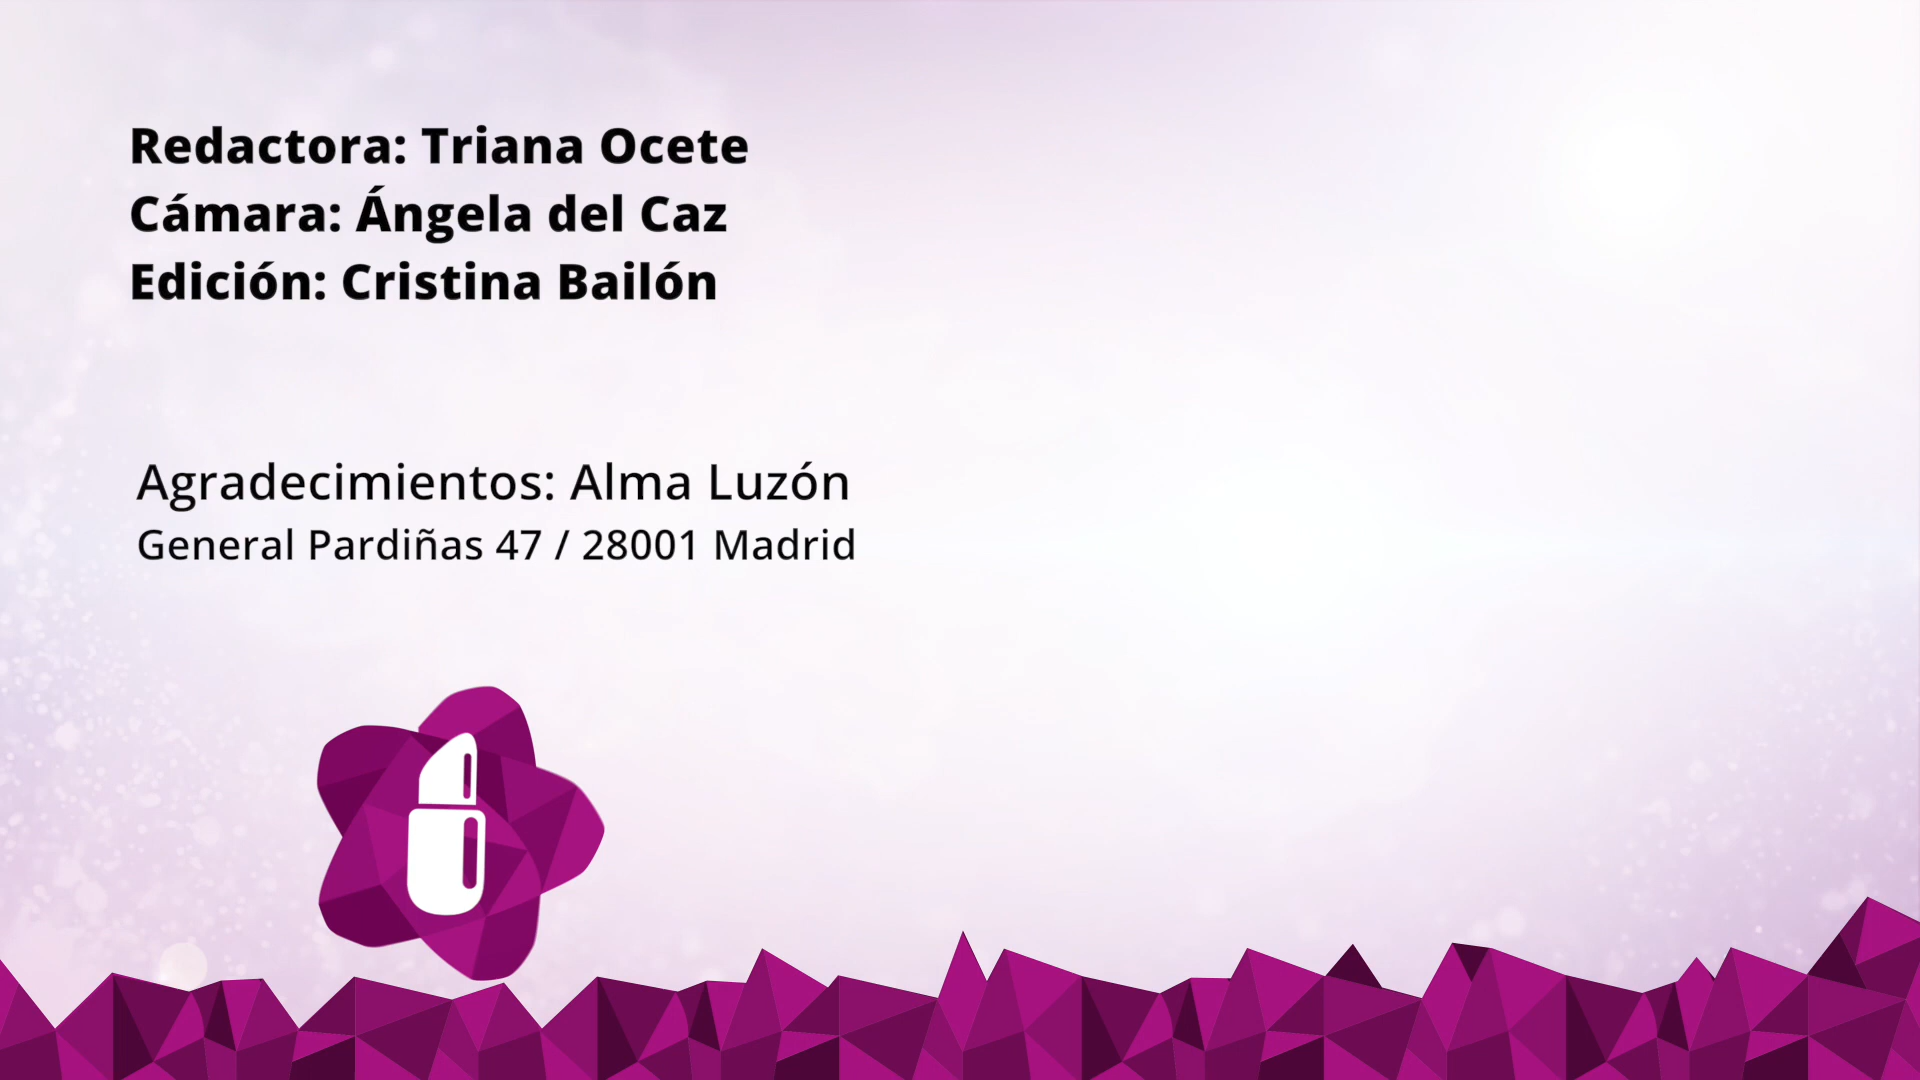 Redactora: Triana Ocete
Cámara: Ángela del Caz
Edición: Cristina Bailón
Agradecimientos: Alma Luzón
General Pardiñas 47 / 28001 Madrid